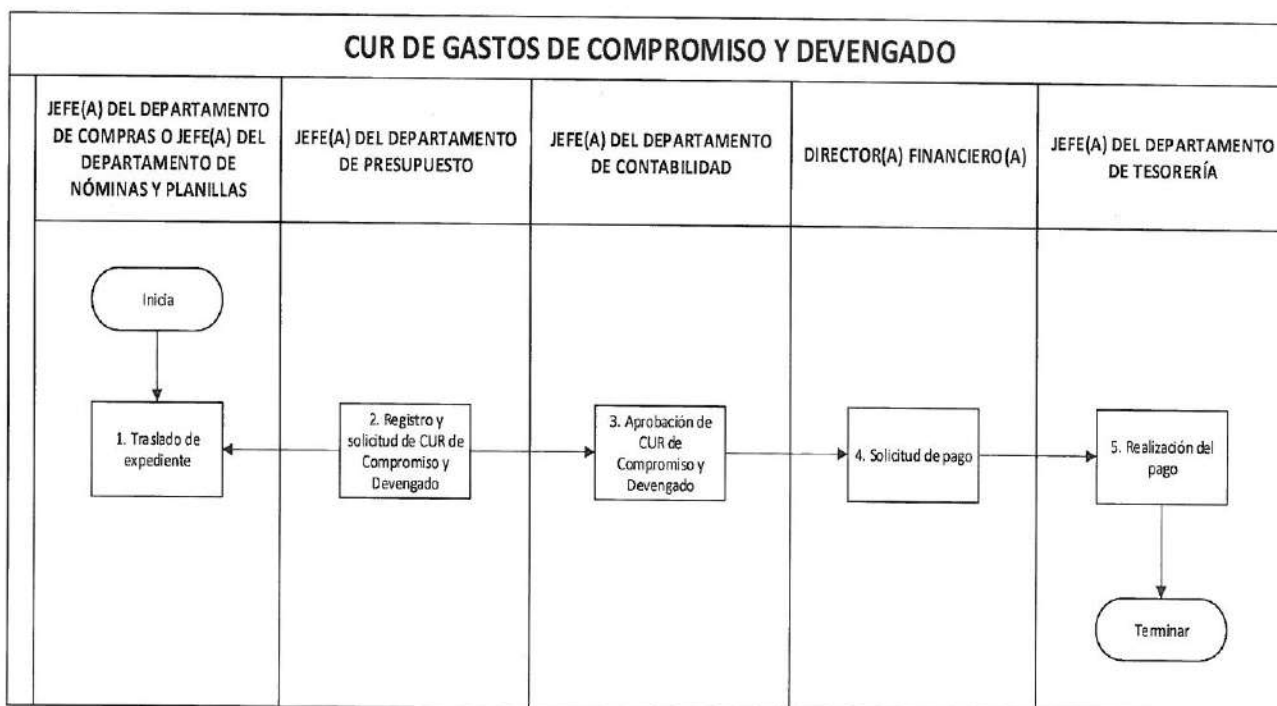 CUR DE GASTOS DE COMPROMISO Y DEVENGADO
JEFE(A) DEL DEPARTAMENTO
DE COMPRAS O JEFE(A) DEL
DEPARTAMENTO DE
NÓMINAS Y PLANILLAS
JEFE(A) DEL DEPARTAMENTO
DE PRESUPUESTO
JEFE(A) DEL DEPARTAMENTO
DE CONTABILIDAD
DIRECTOR(A) FINANCIERO(A)
JEFE(A) DEL DEPARTAMENTO
DE TESORERÍA
Inicia
1. Traslado de
expediente
2. Registro y
solicitud de CUR de
Compromiso y
Devengado
3. Aprobación de
CUR de
Compromiso y
Devengado
4. Solicitud de pago
5. Realización del
pago
Terminar